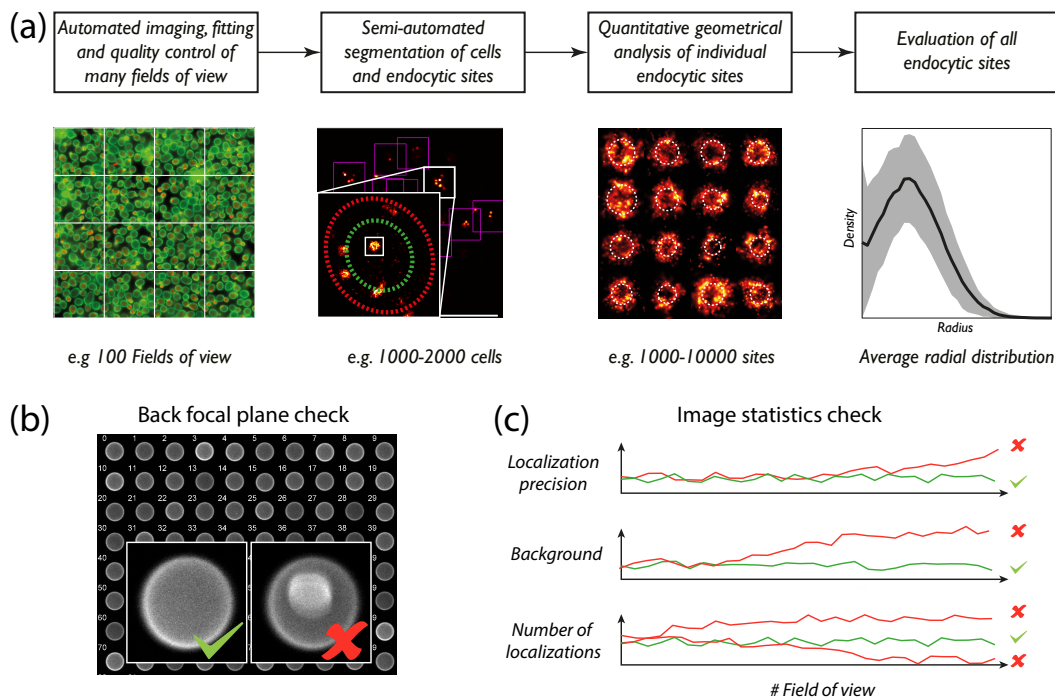 (a)
Automated imaging, fitting
and quality control of
many fields of view
Semi-automated
segmentation of cells
and endocytic sites
Quantitative geometrical
analysis of individual
endocytic sites
Evaluation of all
endocytic sites
Density
Radius
e.g 100 Fields of view
e.g. 1000-2000 cells
e.g. 1000-10000 sites
Average radial distribution
(b)
Back focal plane check
0 1 2 3 4 5 6 7 8 9
10 11 12 13 14 15 16 17 18 19
20 21 22 23 24 25 26 27 28 29
30 31 32 33 34 35 36 37 38 39
40 9
50 9
60 9
70 9
(c)
Image statistics check
Localization
precision
Background
Number of
localizations
# Field of view